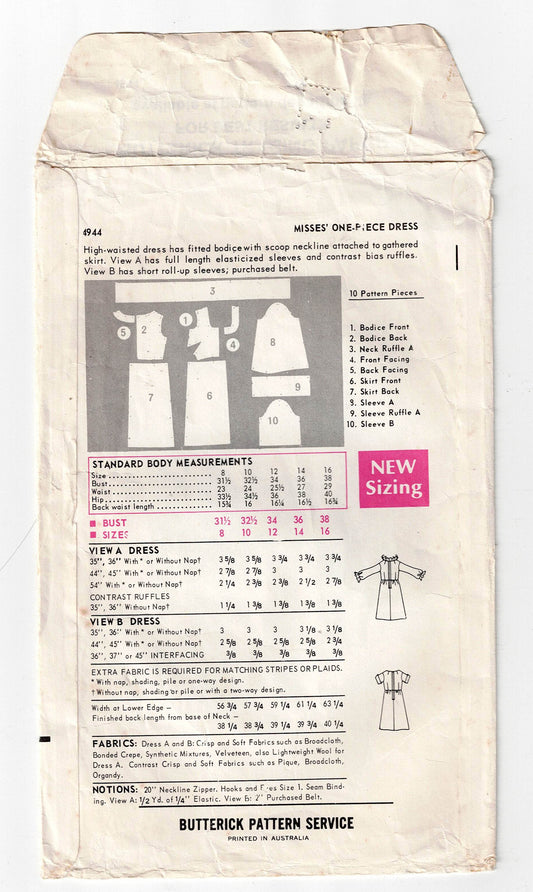 4944
MISSES' ONE-PIECE DRESS
High-waisted dress has fitted bodice with scoop neckline attached to gathered
skirt. View A has full length elasticized sleeves and contrast bias ruffles.
View B has short roll-up sleeves; purchased belt.
3
5 2 1 4 8
7 6 9
10
10 Pattern Pieces
1. Bodice Front
2. Bodice Back
3. Neck Ruffle A
4. Front Facing
5. Back Facing
6. Skirt Front
7. Skirt Back
8. Sleeve A
9. Sleeve Ruffle A
10. Sleeve B
STANDARD BODY MEASUREMENTS
Size 8 10 12 14 16
Bust 31½ 32½ 34 36 38
Waist 23 24 25½ 27 29
Hip 33½ 34½ 36 38 40
Back waist length 15¾ 16 16¼ 16½ 16¾
NEW
Sizing
BUST 31½ 32½ 34 36 38
SIZES 8 10 12 14 16
VIEW A DRESS
35", 36" With* or Without Nap† 3 5/8 3 5/8 3 3/4 3 3/4 3 3/4
44", 45" With* or Without Nap† 2 7/8 2 7/8 3 3 3
54" With* or Without Nap† 2 1/4 2 3/8 2 3/8 2 1/2 2 7/8
CONTRAST RUFFLES
35", 36" Without Nap† 1 1/4 1 3/8 1 3/8 1 3/8 1 3/8
VIEW B DRESS
35", 36" With* or Without Nap† 3 3 3 3 1/8 3 1/8
44", 45" With* or Without Nap† 2 5/8 2 5/8 2 5/8 2 5/8 2 3/4
36", 37" or 45" INTERFACING 3/8 3/8 3/8 3/8 3/8
EXTRA FABRIC IS REQUIRED FOR MATCHING STRIPES OR PLAIDS.
* With nap, shading, pile or one-way design.
† Without nap, shading or pile or with a two-way design.
Width at Lower Edge – 56 3/4 57 3/4 59 1/4 61 1/4 63 1/4
Finished back length from base of Neck –
38 1/4 38 3/4 39 1/4 39 3/4 40 1/4
FABRICS: Dress A and B: Crisp and Soft Fabrics such as Broadcloth,
Bonded Crepe, Synthetic Mixtures, Velveteen, also Lightweight Wool for
Dress A. Contrast Crisp and Soft Fabrics such as Pique, Broadcloth,
Organdy.
NOTIONS: 20" Neckline Zipper. Hooks and Eyes Size 1. Seam Bind-
ing. View A: 1/2 Yd. of 1/4" Elastic. View B: 2" Purchased Belt.
BUTTERICK PATTERN SERVICE
PRINTED IN AUSTRALIA